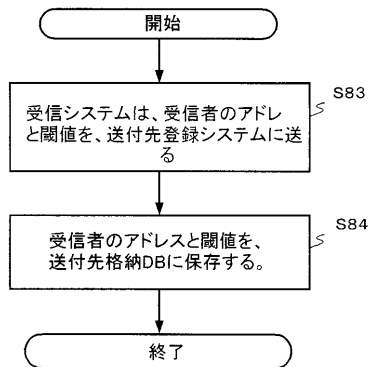 開始
S83
受信システムは、受信者のアドレ
と閾値を、送付先登録システムに送
る
S84
受信者のアドレスと閾値を、
送付先格納DBに保存する。
終了